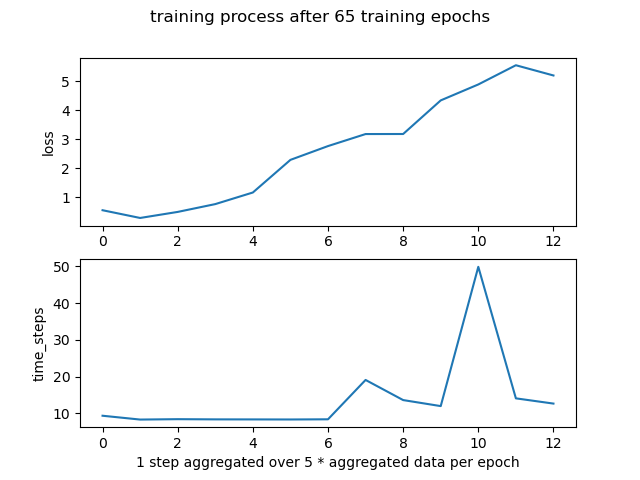 training process after 65 training epochs
5
4
3
2
1
loss
0 2 4 6 8 10 12
50
40
30
20
10
time_steps
0 2 4 6 8 10 12
1 step aggregated over 5 * aggregated data per epoch